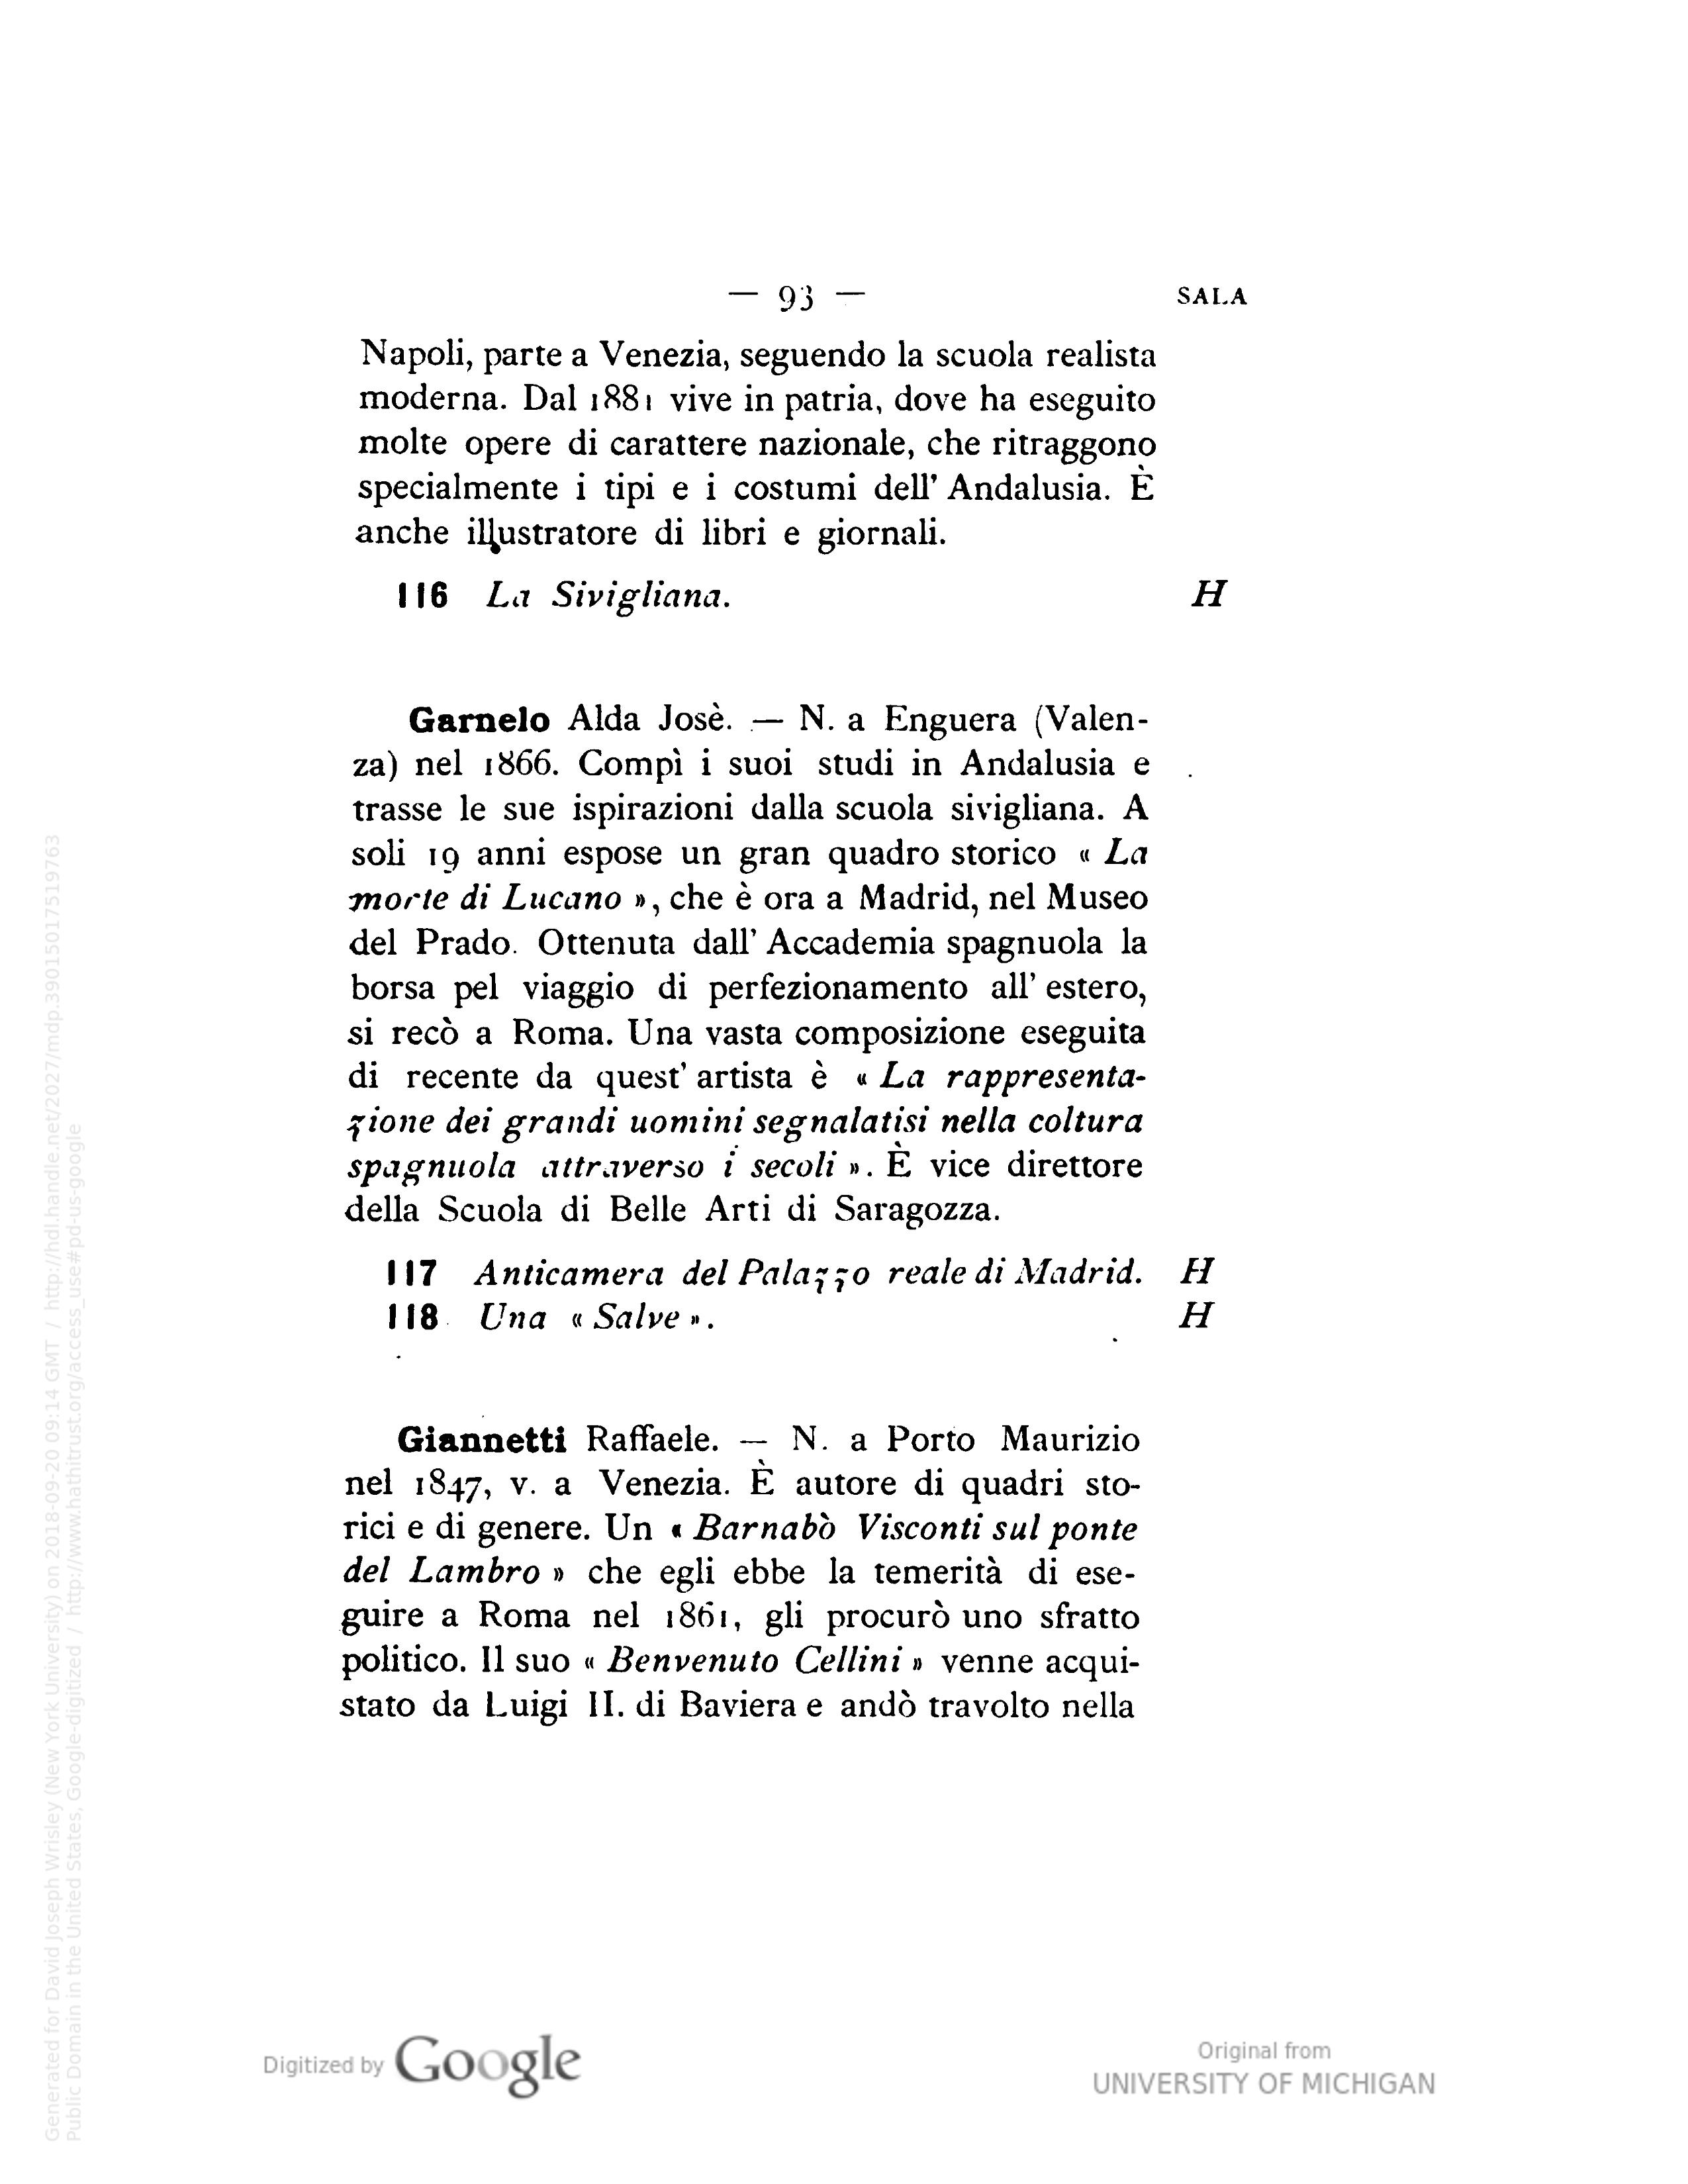 — 93 — SALA
Napoli, parte a Venezia, seguendo la scuola realista
moderna. Dal 1881 vive in patria, dove ha eseguito
molte opere di carattere nazionale, che ritraggono
specialmente i tipi e i costumi dell' Andalusia. È
anche illustratore di libri e giornali.
116 La Sivigliana. H
Garnelo Alda Josè. — N. a Enguera (Valen-
za) nel 1866. Compì i suoi studi in Andalusia e
trasse le sue ispirazioni dalla scuola sivigliana. A
soli 19 anni espose un gran quadro storico « La
morte di Lucano », che è ora a Madrid, nel Museo
del Prado. Ottenuta dall' Accademia spagnuola la
borsa pel viaggio di perfezionamento all' estero,
si recò a Roma. Una vasta composizione eseguita
di recente da quest' artista è « La rappresenta-
zione dei grandi uomini segnalatisi nella coltura
spagnuola attraverso i secoli ». È vice direttore
della Scuola di Belle Arti di Saragozza.
117 Anticamera del Palazzo reale di Madrid. H
118 Una « Salve ». H
Giannetti Raffaele. — N. a Porto Maurizio
nel 1847, v. a Venezia. È autore di quadri sto-
rici e di genere. Un « Barnabò Visconti sul ponte
del Lambro » che egli ebbe la temerità di ese-
guire a Roma nel 1861, gli procurò uno sfratto
politico. Il suo « Benvenuto Cellini » venne acqui-
stato da Luigi II. di Baviera e andò travolto nella
Digitized by Google
Original from
UNIVERSITY OF MICHIGAN
Generated for David Joseph Wrisley (New York University) on 2018-09-20 09:14 GMT / http://hdl.handle.net/2027/mdp.39015017519763
Public Domain in the United States, Google-digitized / http://www.hathitrust.org/access_use#pd-us-google